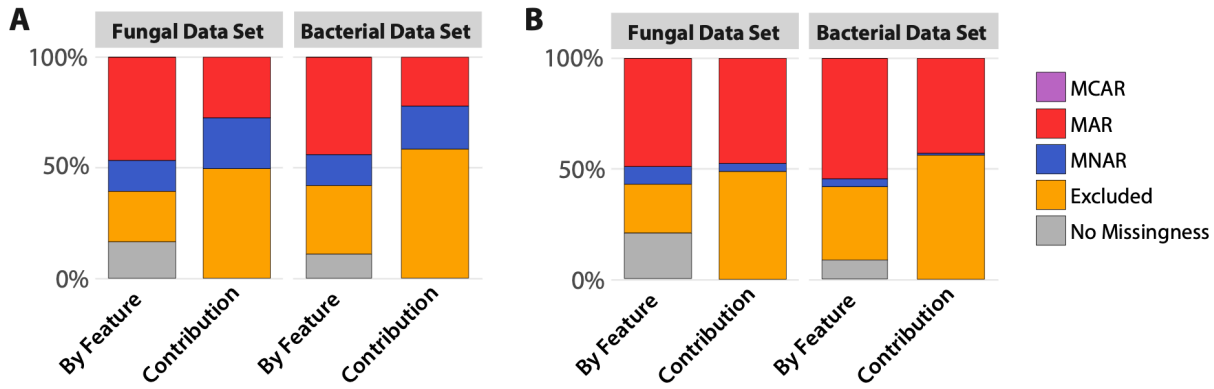 A
Fungal Data Set
Bacterial Data Set
100%
50%
0%
By Feature
Contribution
By Feature
Contribution
B
Fungal Data Set
Bacterial Data Set
100%
50%
0%
By Feature
Contribution
By Feature
Contribution
MCAR
MAR
MNAR
Excluded
No Missingness